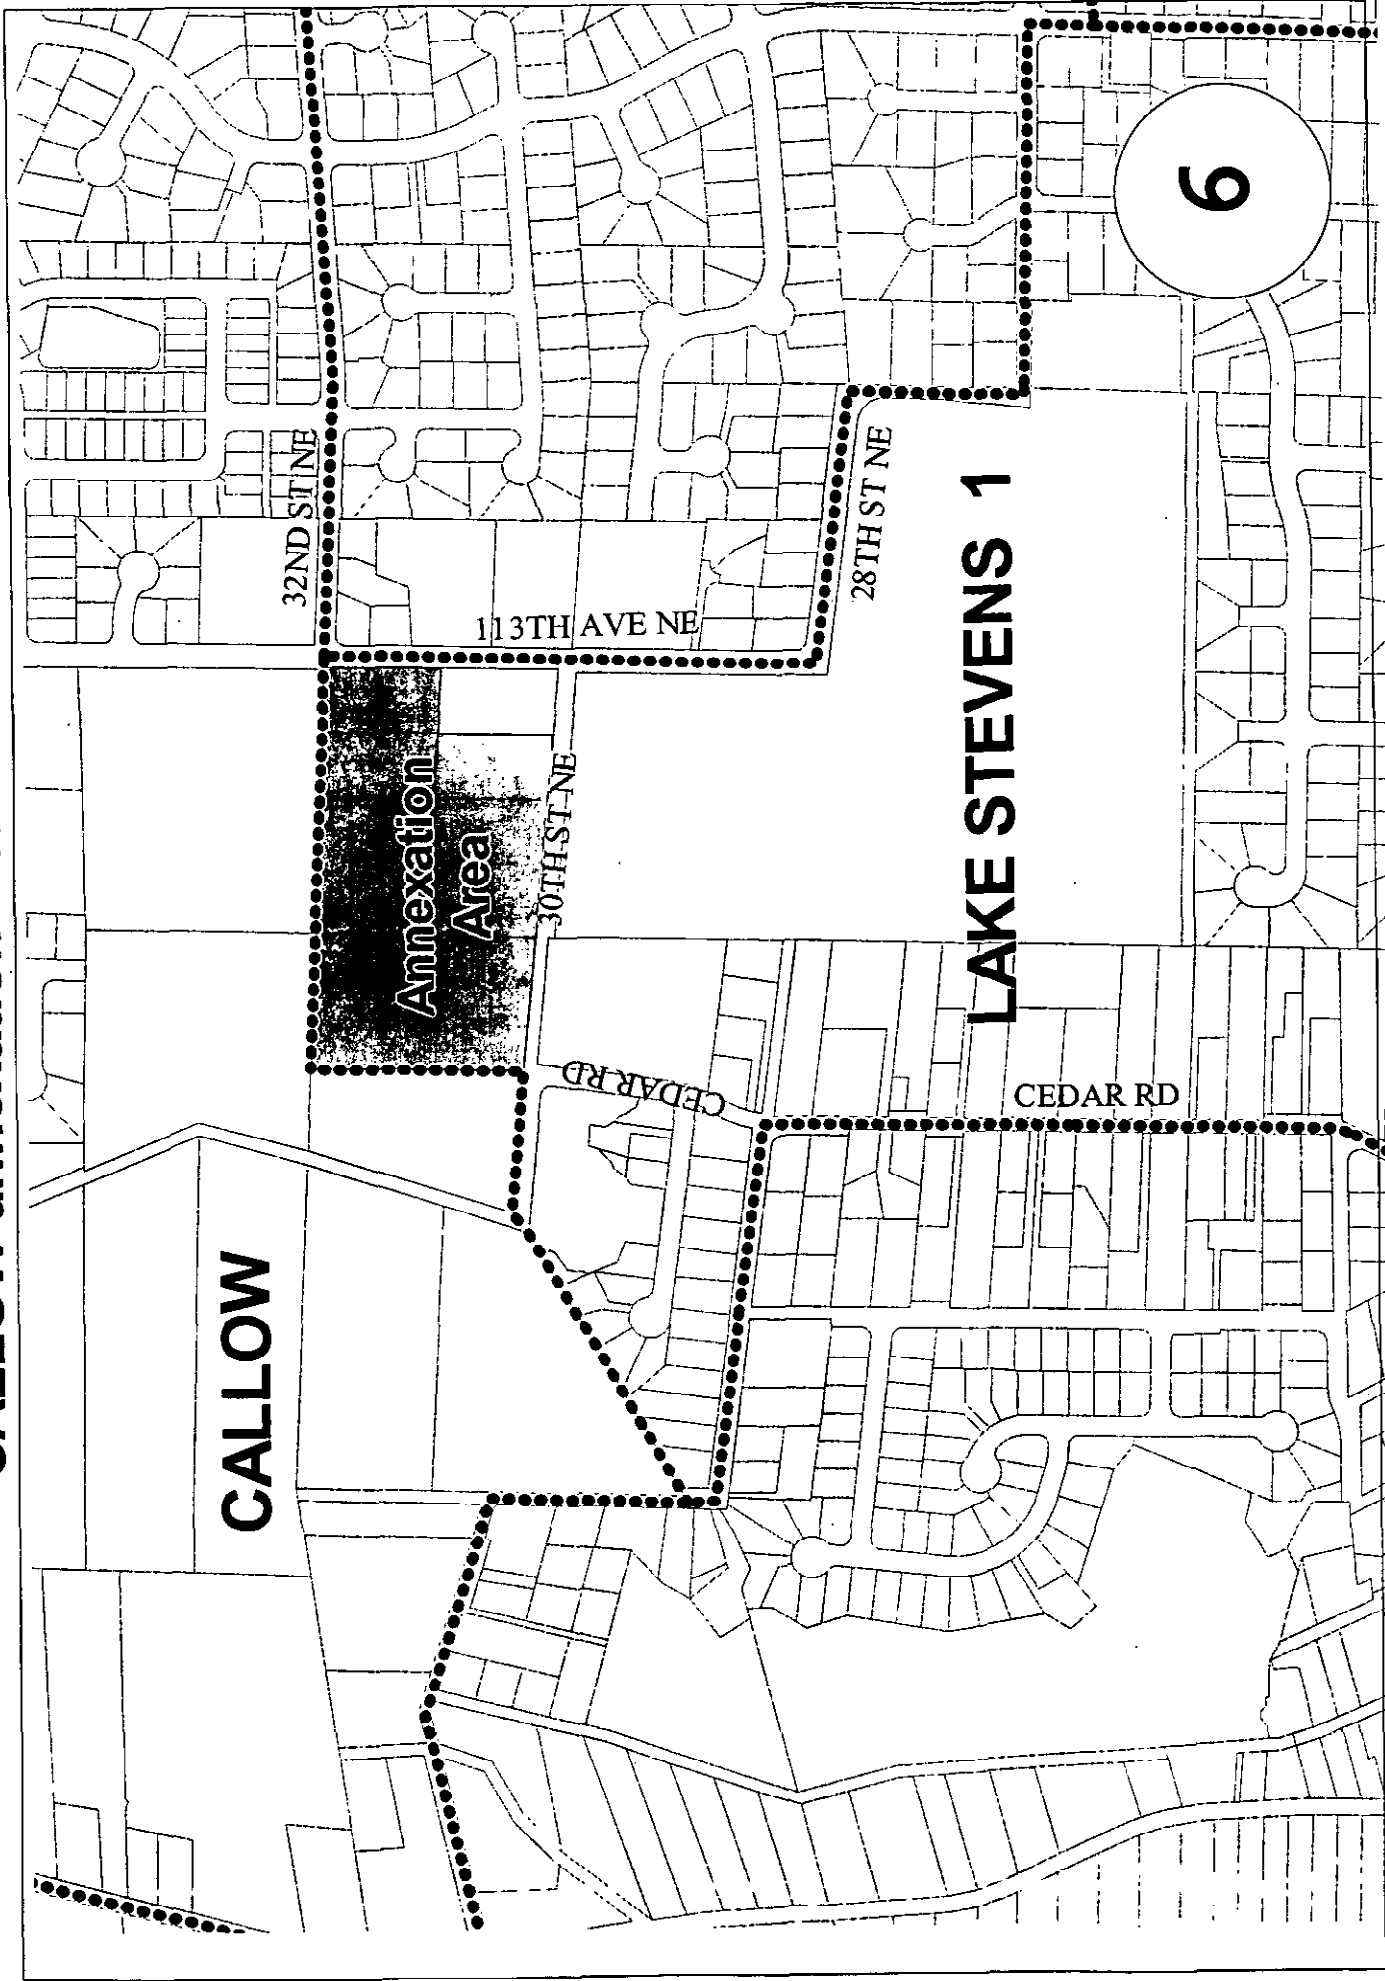 CALLOW
32ND ST NE
113TH AVE NE
28TH ST NE
Annexation
Area
30TH ST NE
CEDAR RD
CEDAR RD
LAKE STEVENS 1
6